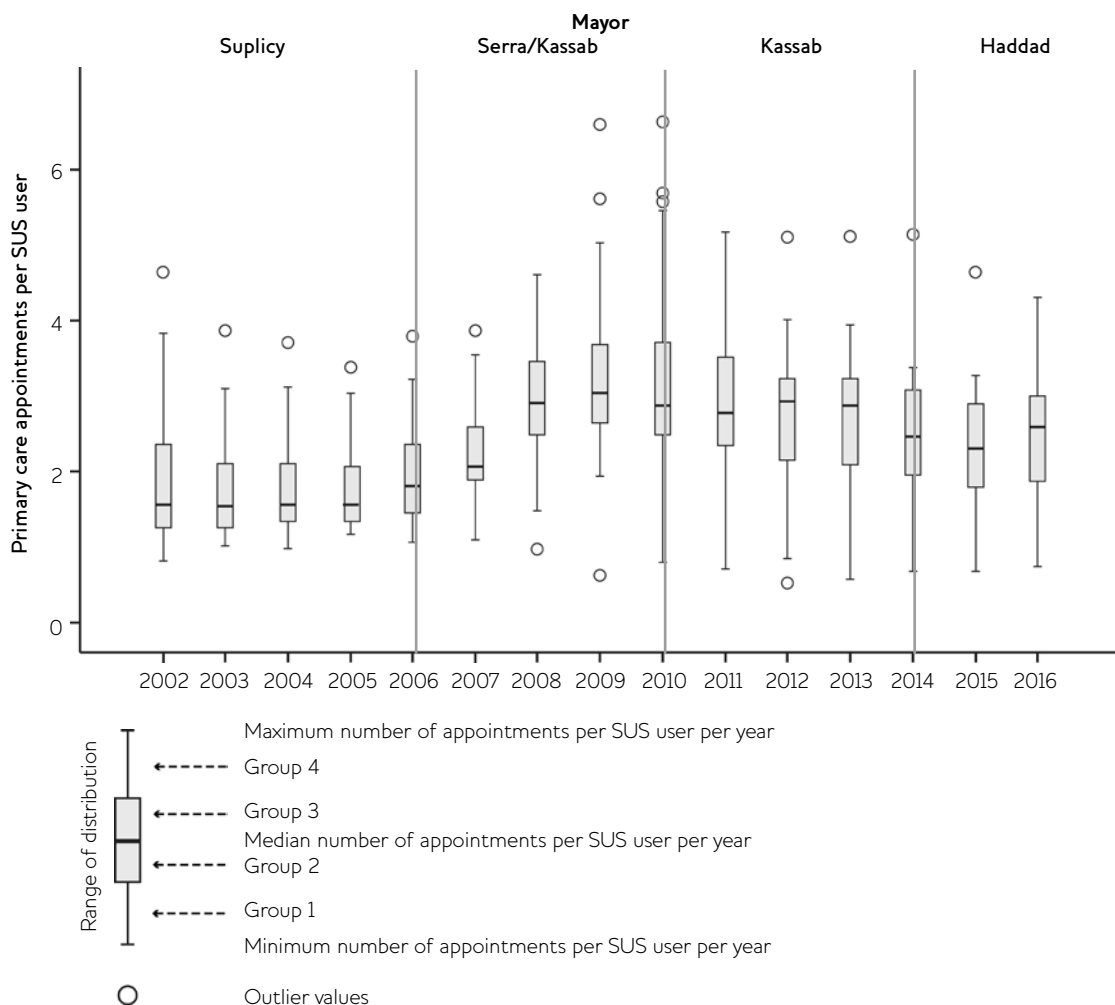 Mayor
Suplicy Serra/Kassab Kassab Haddad
Primary care appointments per SUS user
6
4
2
0
2002 2003 2004 2005 2006 2007 2008 2009 2010 2011 2012 2013 2014 2015 2016
Range of distribution
Maximum number of appointments per SUS user per year
Group 4
Group 3
Median number of appointments per SUS user per year
Group 2
Group 1
Minimum number of appointments per SUS user per year
Outlier values